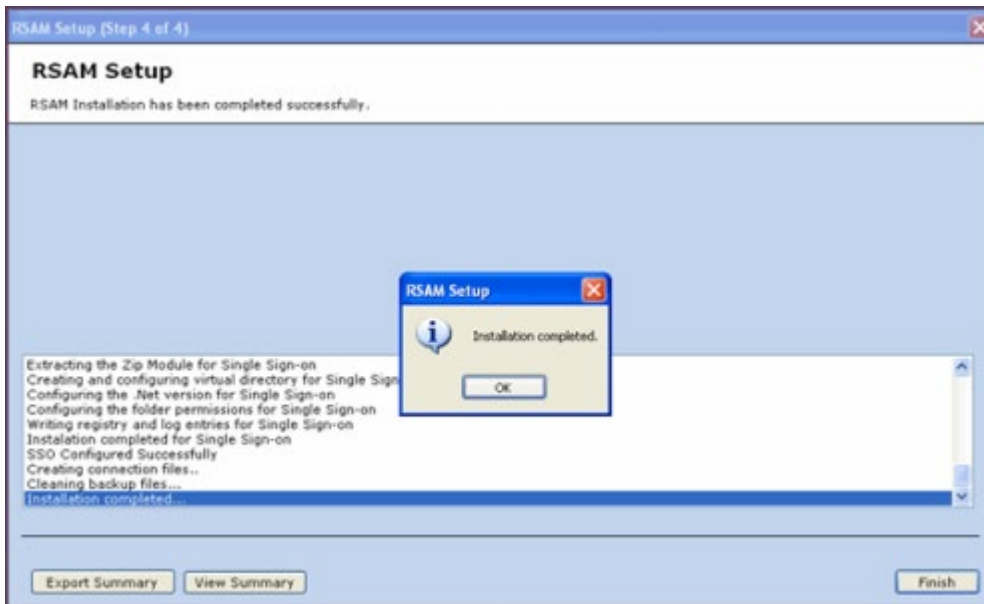 RSAM Setup (Step 4 of 4)
RSAM Setup
RSAM Installation has been completed successfully.
RSAM Setup
Installation completed.
OK
Extracting the Zip Module for Single Sign-on
Creating and configuring virtual directory for Single Sign
Configuring the .Net version for Single Sign-on
Configuring the folder permissions for Single Sign-on
Writing registry and log entries for Single Sign-on
Instalation completed for Single Sign-on
SSO Configured Successfully
Creating connection files..
Cleaning backup files...
Installation completed...
Export Summary
View Summary
Finish